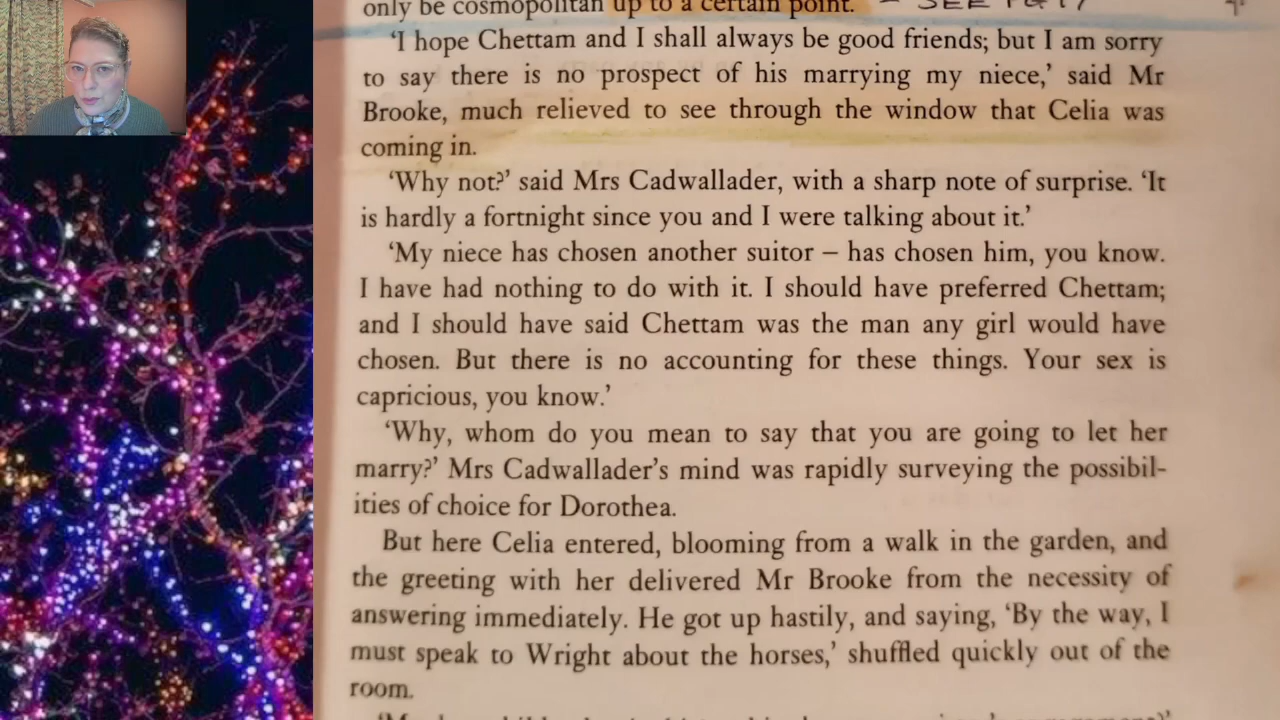 only be cosmopolitan up to a certain point. – SEE PG 17
‘I hope Chettam and I shall always be good friends; but I am sorry
to say there is no prospect of his marrying my niece,’ said Mr
Brooke, much relieved to see through the window that Celia was
coming in.
‘Why not?’ said Mrs Cadwallader, with a sharp note of surprise. ‘It
is hardly a fortnight since you and I were talking about it.’
‘My niece has chosen another suitor – has chosen him, you know.
I have had nothing to do with it. I should have preferred Chettam;
and I should have said Chettam was the man any girl would have
chosen. But there is no accounting for these things. Your sex is
capricious, you know.’
‘Why, whom do you mean to say that you are going to let her
marry?’ Mrs Cadwallader’s mind was rapidly surveying the possibil-
ities of choice for Dorothea.
But here Celia entered, blooming from a walk in the garden, and
the greeting with her delivered Mr Brooke from the necessity of
answering immediately. He got up hastily, and saying, ‘By the way, I
must speak to Wright about the horses,’ shuffled quickly out of the
room.